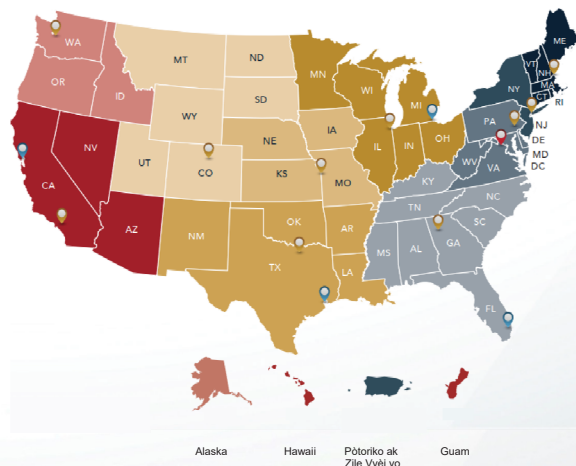 WA
MT
ND
MN
ME
VT
NH
OR
ID
SD
WI
MI
NY
MA
CT
RI
WY
IA
PA
NJ
NV
UT
NE
IL
IN
OH
DE
MD
DC
CA
CO
KS
MO
WV
VA
KY
AZ
NM
OK
AR
TN
NC
SC
TX
LA
MS
AL
GA
FL
Alaska
Hawaii
Pòtoriko ak
Zile Vyèj yo
Guam